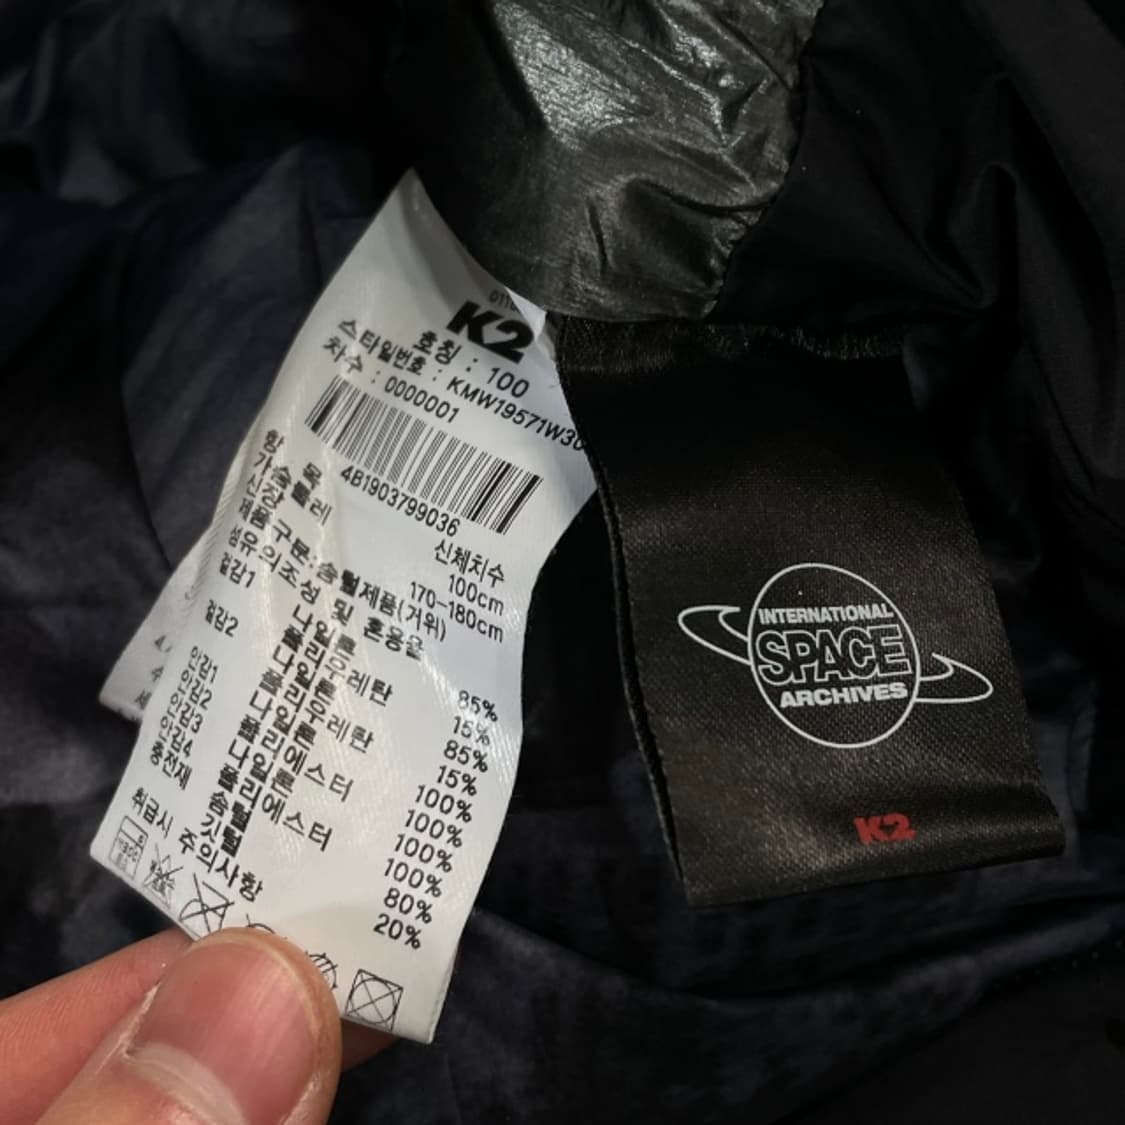 K2
호칭 : 100
스타일번호 : KMW19571W30
차수 : 0000001
4B1903799036
항 목 신체치수
가슴둘레 100cm
신장 170-180cm
제품구분:솜털제품(거위)
섬유의조성 및 혼용율
겉감1 나일론 85%
폴리우레탄 15%
겉감2 나일론 85%
폴리우레탄 15%
안감1 나일론 100%
안감2 폴리에스터 100%
안감3 나일론 100%
안감4 폴리에스터 100%
충전재 솜털 80%
깃털 20%
취급시 주의사항
INTERNATIONAL
SPACE
ARCHIVES
K2